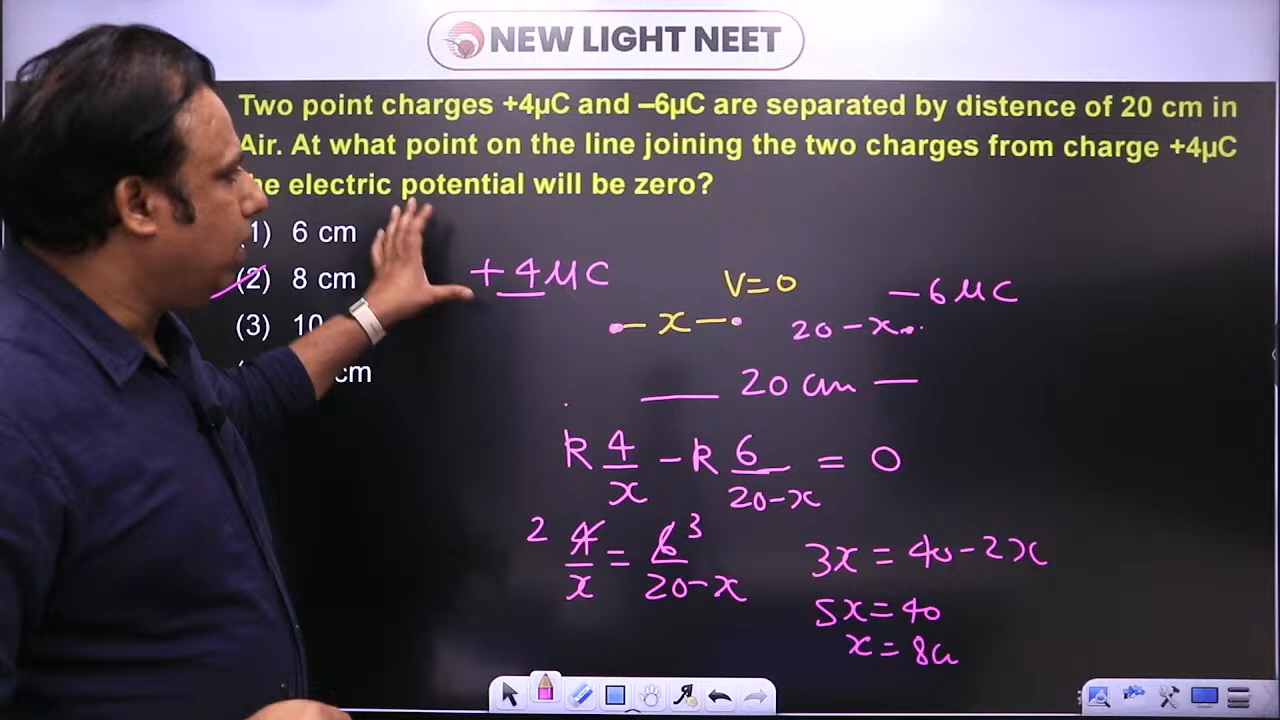 NEW LIGHT NEET
Two point charges +4μC and –6μC are separated by distence of 20 cm in
Air. At what point on the line joining the two charges from charge +4μC
he electric potential will be zero?
(1) 6 cm
(2) 8 cm
(3) 10
cm
+4μC
V=0
–6μC
x
20–x
20 cm
k 4/x – k 6/20–x = 0
2 4/x = 6/20–x 3
3x = 40–2x
5x=40
x=8c